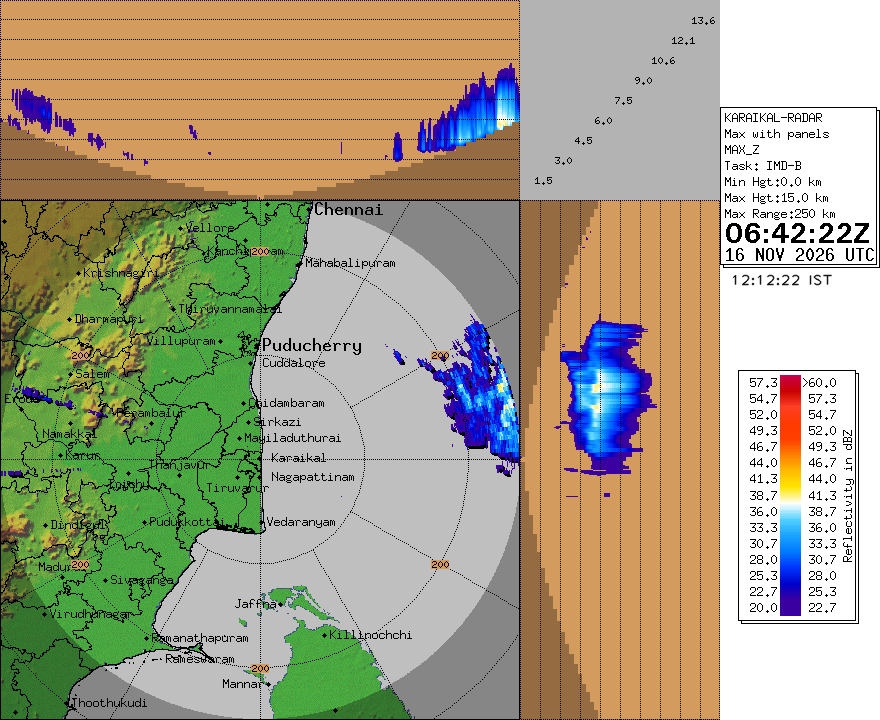 13.6
12.1
10.6
9.0
7.5
6.0
4.5
3.0
1.5
KARAIKAL-RADAR
Max with panels
MAX_Z
Task: IMD-B
Min Hgt:0.0 km
Max Hgt:15.0 km
Max Range:250 km
06:42:22Z
16 NOV 2026 UTC
12:12:22 IST
Chennai
Vellore
200
Mahabalipuram
Krishnagiri
Thiruvannamalai
Dharmapuri
Villupuram
Puducherry
200
200
Cuddalore
Salem
Erode
Chidambaram
Perambalur
Sirkazi
Namakkal
Mayiladuthurai
Karur
Karaikal
Thanjavur
Nagapattinam
Tiruvarur
Dindigul
Pudukkottai
Vedaranyam
200
200
Sivaganga
Jaffna
Virudhunagar
Killinochchi
Ramanathapuram
Rameswaram
200
Mannar
Thoothukudi
57.3 >60.0
54.7 57.3
52.0 54.7
49.3 52.0
46.7 49.3
44.0 46.7
41.3 44.0
38.7 41.3
36.0 38.7
33.3 36.0
30.7 33.3
28.0 30.7
25.3 28.0
22.7 25.3
20.0 22.7
Reflectivity in dBZ